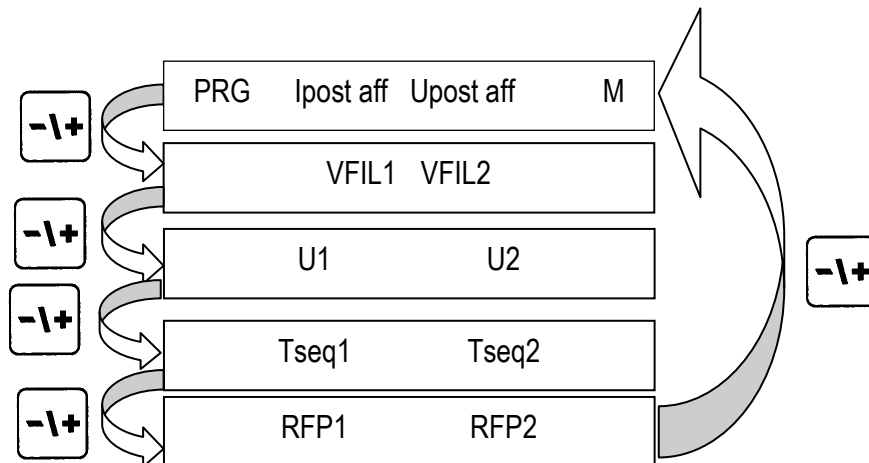 PRG Ipost aff Upost aff M
-\+
VFIL1 VFIL2
-\+
U1 U2
-\+
-\+
Tseq1 Tseq2
-\+
RFP1 RFP2